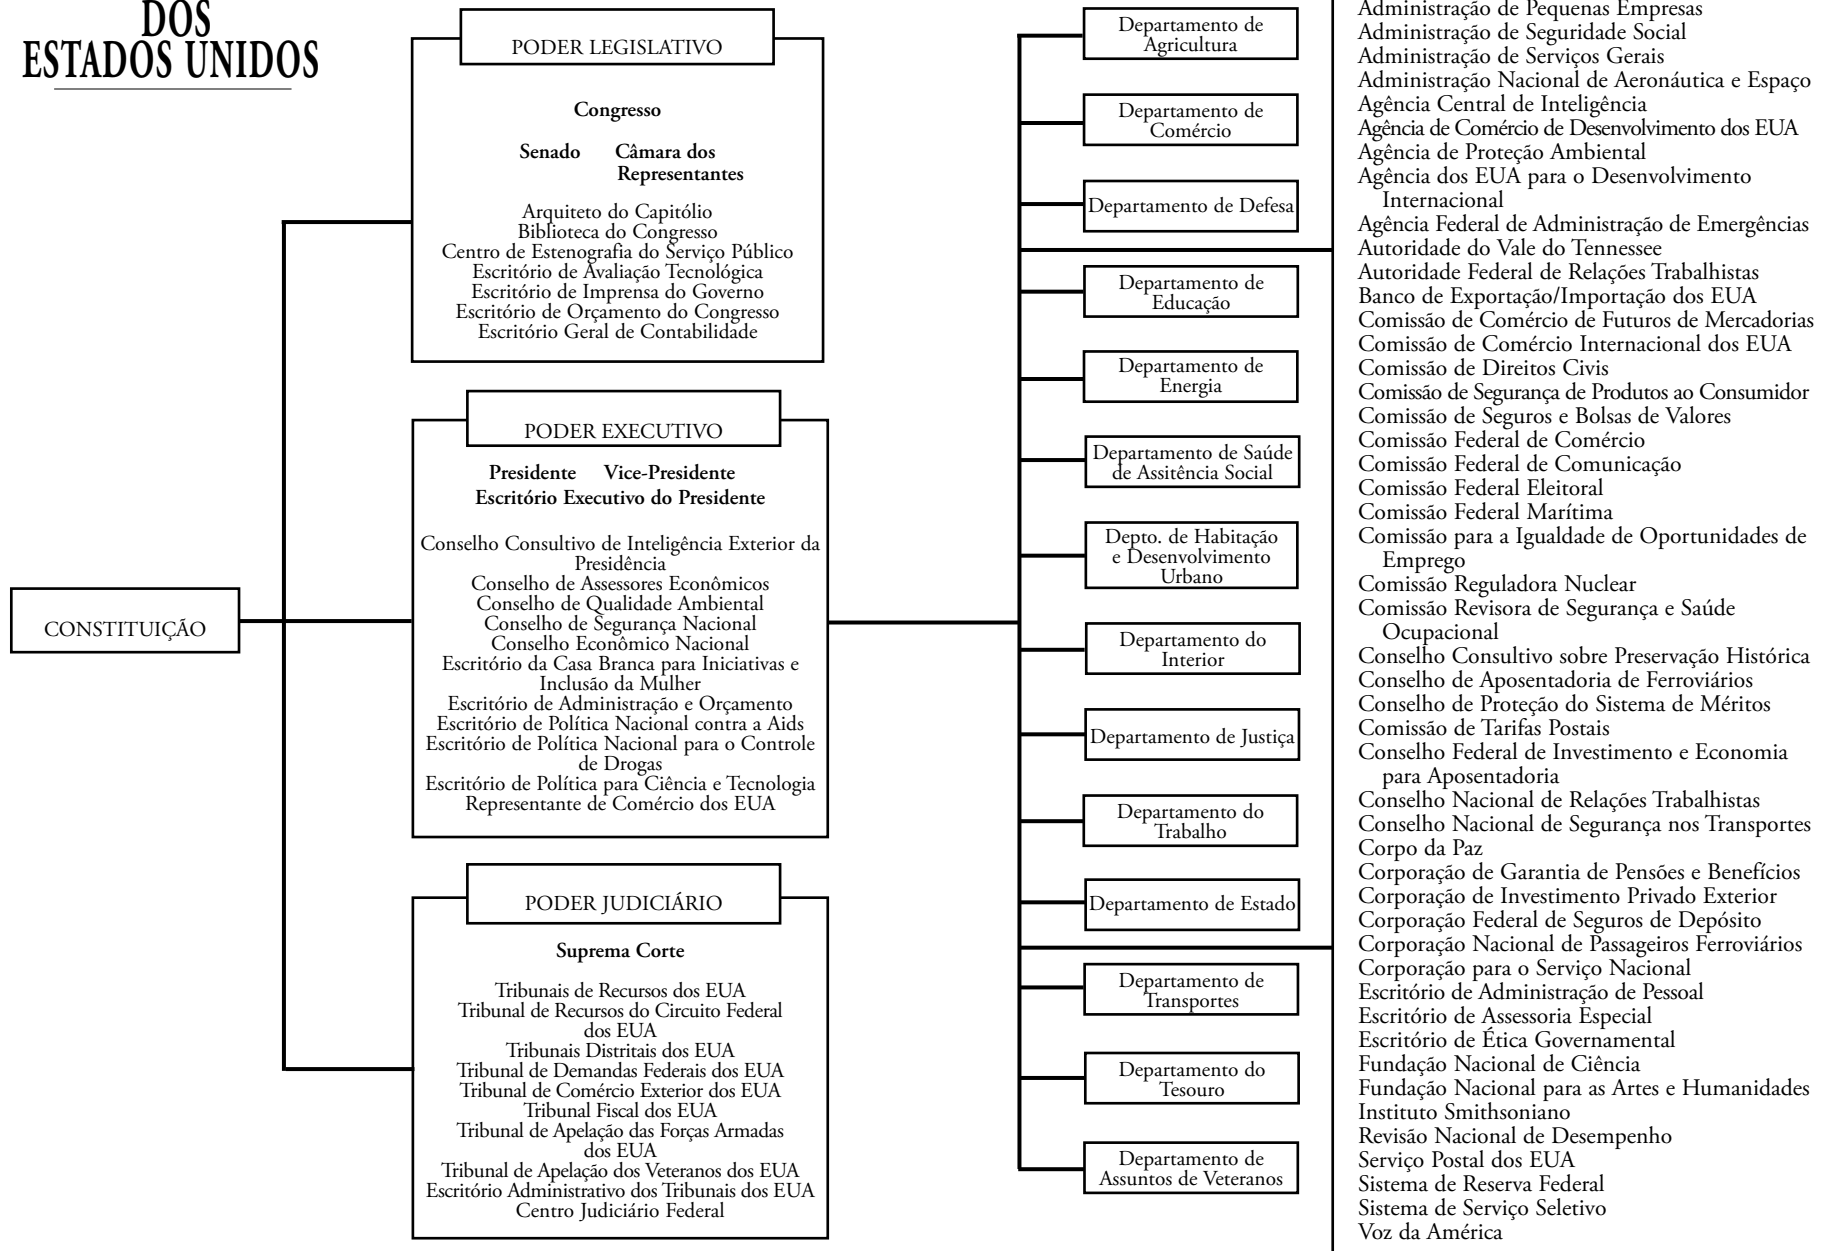 DOS
ESTADOS UNIDOS
CONSTITUIÇÃO
PODER LEGISLATIVO
Congresso
Senado Câmara dos
Representantes
Arquiteto do Capitólio
Biblioteca do Congresso
Centro de Estenografia do Serviço Público
Escritório de Avaliação Tecnológica
Escritório de Imprensa do Governo
Escritório de Orçamento do Congresso
Escritório Geral de Contabilidade
PODER EXECUTIVO
Presidente Vice-Presidente
Escritório Executivo do Presidente
Conselho Consultivo de Inteligência Exterior da
Presidência
Conselho de Assessores Econômicos
Conselho de Qualidade Ambiental
Conselho de Segurança Nacional
Conselho Econômico Nacional
Escritório da Casa Branca para Iniciativas e
Inclusão da Mulher
Escritório de Administração e Orçamento
Escritório de Política Nacional contra a Aids
Escritório de Política Nacional para o Controle
de Drogas
Escritório de Política para Ciência e Tecnologia
Representante de Comércio dos EUA
PODER JUDICIÁRIO
Suprema Corte
Tribunais de Recursos dos EUA
Tribunal de Recursos do Circuito Federal
dos EUA
Tribunais Distritais dos EUA
Tribunal de Demandas Federais dos EUA
Tribunal de Comércio Exterior dos EUA
Tribunal Fiscal dos EUA
Tribunal de Apelação das Forças Armadas
dos EUA
Tribunal de Apelação dos Veteranos dos EUA
Escritório Administrativo dos Tribunais dos EUA
Centro Judiciário Federal
Departamento de
Agricultura
Departamento de
Comércio
Departamento de Defesa
Departamento de
Educação
Departamento de
Energia
Departamento de Saúde
de Assitência Social
Depto. de Habitação
e Desenvolvimento
Urbano
Departamento do
Interior
Departamento de Justiça
Departamento do
Trabalho
Departamento de Estado
Departamento de
Transportes
Departamento do
Tesouro
Departamento de
Assuntos de Veteranos
Administração de Pequenas Empresas
Administração de Seguridade Social
Administração de Serviços Gerais
Administração Nacional de Aeronáutica e Espaço
Agência Central de Inteligência
Agência de Comércio de Desenvolvimento dos EUA
Agência de Proteção Ambiental
Agência dos EUA para o Desenvolvimento
Internacional
Agência Federal de Administração de Emergências
Autoridade do Vale do Tennessee
Autoridade Federal de Relações Trabalhistas
Banco de Exportação/Importação dos EUA
Comissão de Comércio de Futuros de Mercadorias
Comissão de Comércio Internacional dos EUA
Comissão de Direitos Civis
Comissão de Segurança de Produtos ao Consumidor
Comissão de Seguros e Bolsas de Valores
Comissão Federal de Comércio
Comissão Federal de Comunicação
Comissão Federal Eleitoral
Comissão Federal Marítima
Comissão para a Igualdade de Oportunidades de
Emprego
Comissão Reguladora Nuclear
Comissão Revisora de Segurança e Saúde
Ocupacional
Conselho Consultivo sobre Preservação Histórica
Conselho de Aposentadoria de Ferroviários
Conselho de Proteção do Sistema de Méritos
Comissão de Tarifas Postais
Conselho Federal de Investimento e Economia
para Aposentadoria
Conselho Nacional de Relações Trabalhistas
Conselho Nacional de Segurança nos Transportes
Corpo da Paz
Corporação de Garantia de Pensões e Benefícios
Corporação de Investimento Privado Exterior
Corporação Federal de Seguros de Depósito
Corporação Nacional de Passageiros Ferroviários
Corporação para o Serviço Nacional
Escritório de Administração de Pessoal
Escritório de Assessoria Especial
Escritório de Ética Governamental
Fundação Nacional de Ciência
Fundação Nacional para as Artes e Humanidades
Instituto Smithsoniano
Revisão Nacional de Desempenho
Serviço Postal dos EUA
Sistema de Reserva Federal
Sistema de Serviço Seletivo
Voz da América